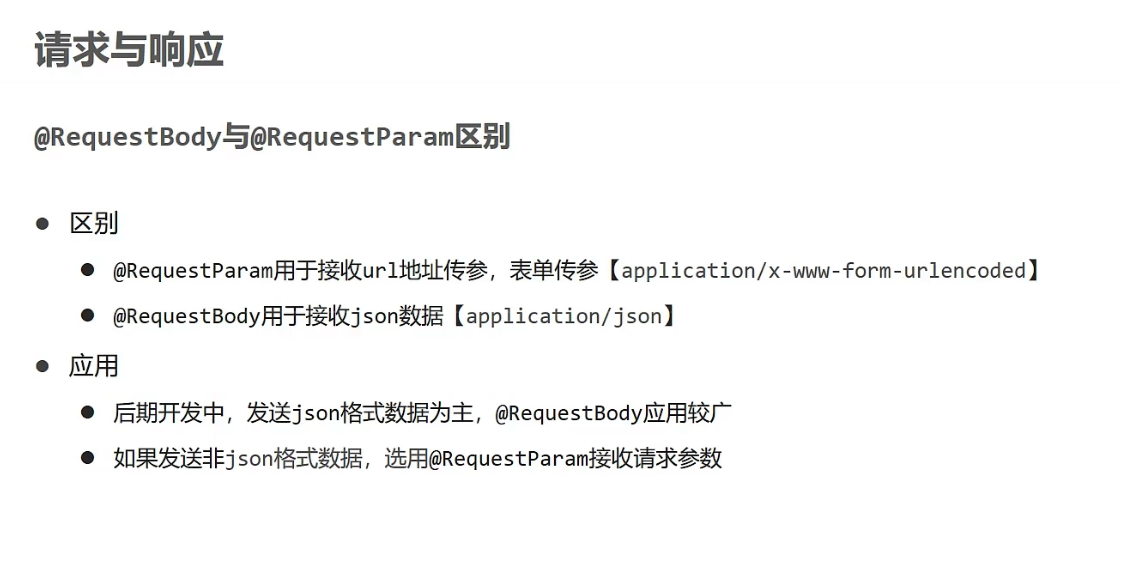 请求与响应
@RequestBody与@RequestParam区别
区别
@RequestParam用于接收url地址传参，表单传参【application/x-www-form-urlencoded】
@RequestBody用于接收json数据【application/json】
应用
后期开发中，发送json格式数据为主，@RequestBody应用较广
如果发送非json格式数据，选用@RequestParam接收请求参数